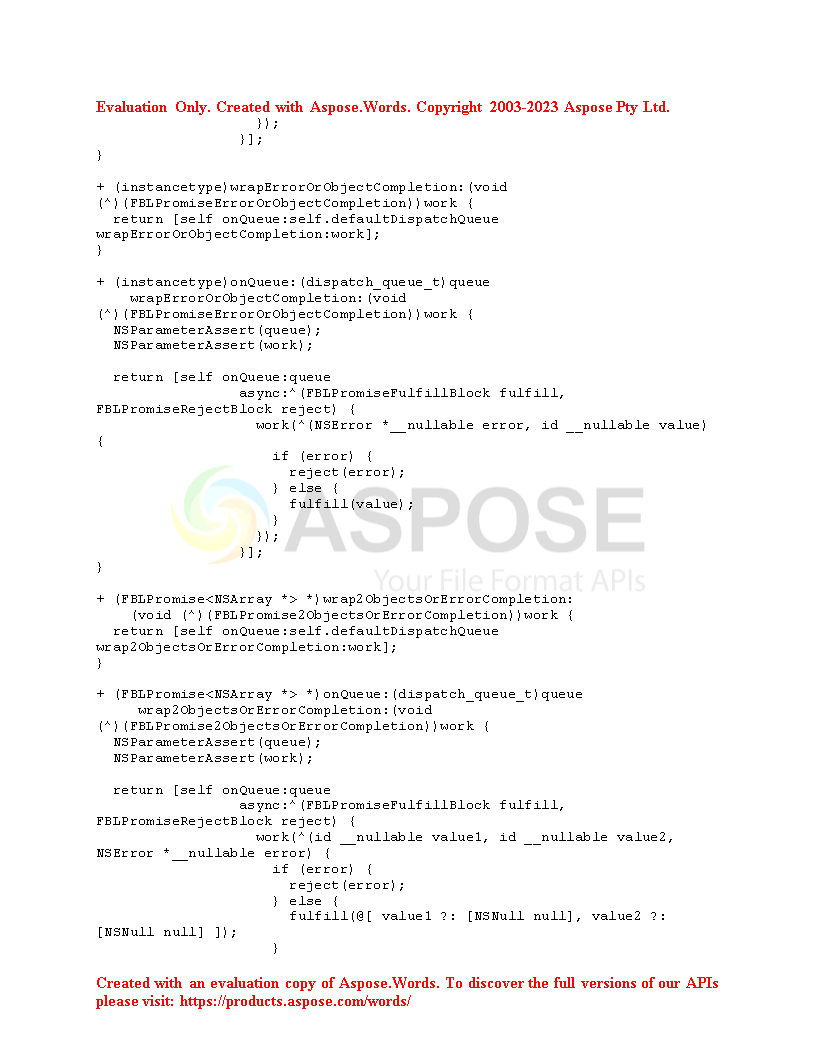 Evaluation Only. Created with Aspose.Words. Copyright 2003-2023 Aspose Pty Ltd.
                   });
                 }];
}

+ (instancetype)wrapErrorOrObjectCompletion:(void
(^)(FBLPromiseErrorOrObjectCompletion))work {
  return [self onQueue:self.defaultDispatchQueue
wrapErrorOrObjectCompletion:work];
}

+ (instancetype)onQueue:(dispatch_queue_t)queue
    wrapErrorOrObjectCompletion:(void
(^)(FBLPromiseErrorOrObjectCompletion))work {
  NSParameterAssert(queue);
  NSParameterAssert(work);

  return [self onQueue:queue
                 async:^(FBLPromiseFulfillBlock fulfill,
FBLPromiseRejectBlock reject) {
                   work(^(NSError *__nullable error, id __nullable value)
{
                     if (error) {
                       reject(error);
                     } else {
                       fulfill(value);
                     }
                   });
                 }];
}
ASPOSE
Your File Format APIs

+ (FBLPromise<NSArray *> *)wrap2ObjectsOrErrorCompletion:
    (void (^)(FBLPromise2ObjectsOrErrorCompletion))work {
  return [self onQueue:self.defaultDispatchQueue
wrap2ObjectsOrErrorCompletion:work];
}

+ (FBLPromise<NSArray *> *)onQueue:(dispatch_queue_t)queue
     wrap2ObjectsOrErrorCompletion:(void
(^)(FBLPromise2ObjectsOrErrorCompletion))work {
  NSParameterAssert(queue);
  NSParameterAssert(work);

  return [self onQueue:queue
                 async:^(FBLPromiseFulfillBlock fulfill,
FBLPromiseRejectBlock reject) {
                   work(^(id __nullable value1, id __nullable value2,
NSError *__nullable error) {
                     if (error) {
                       reject(error);
                     } else {
                       fulfill(@[ value1 ?: [NSNull null], value2 ?:
[NSNull null] ]);
                     }

Created with an evaluation copy of Aspose.Words. To discover the full versions of our APIs
please visit: https://products.aspose.com/words/